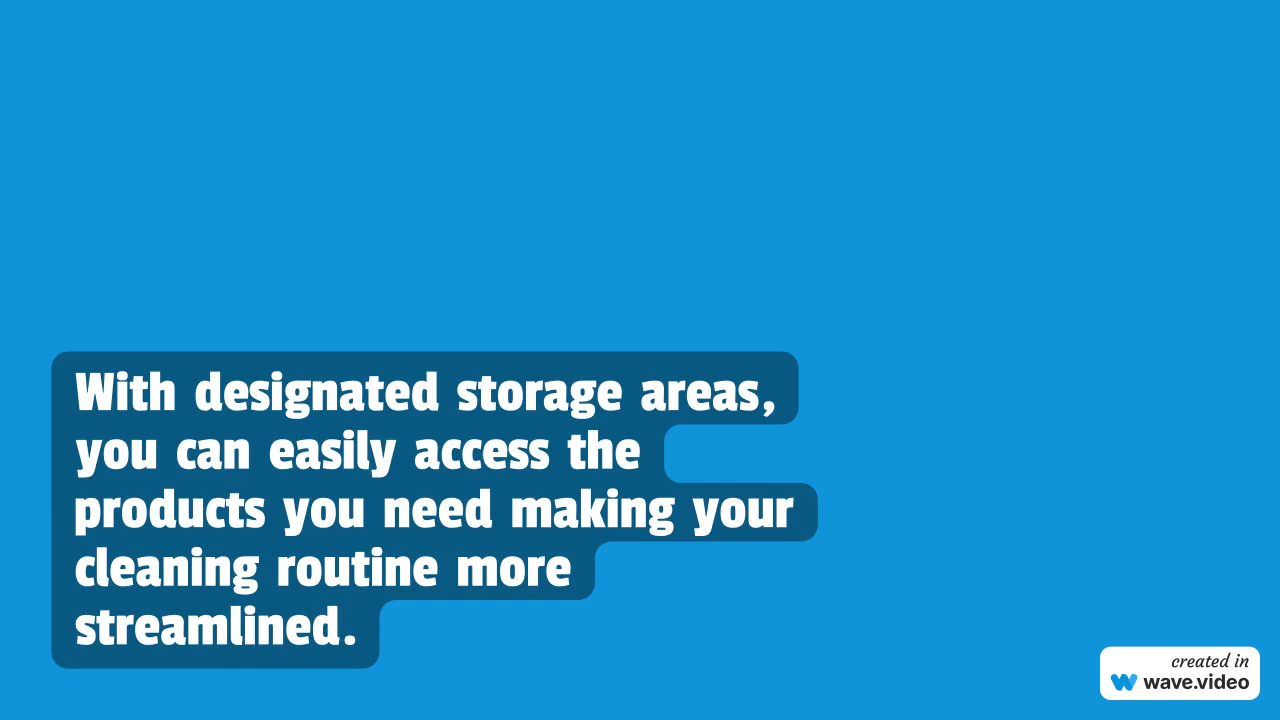 With designated storage areas,
you can easily access the
products you need making your
cleaning routine more
streamlined.
created in
wave.video